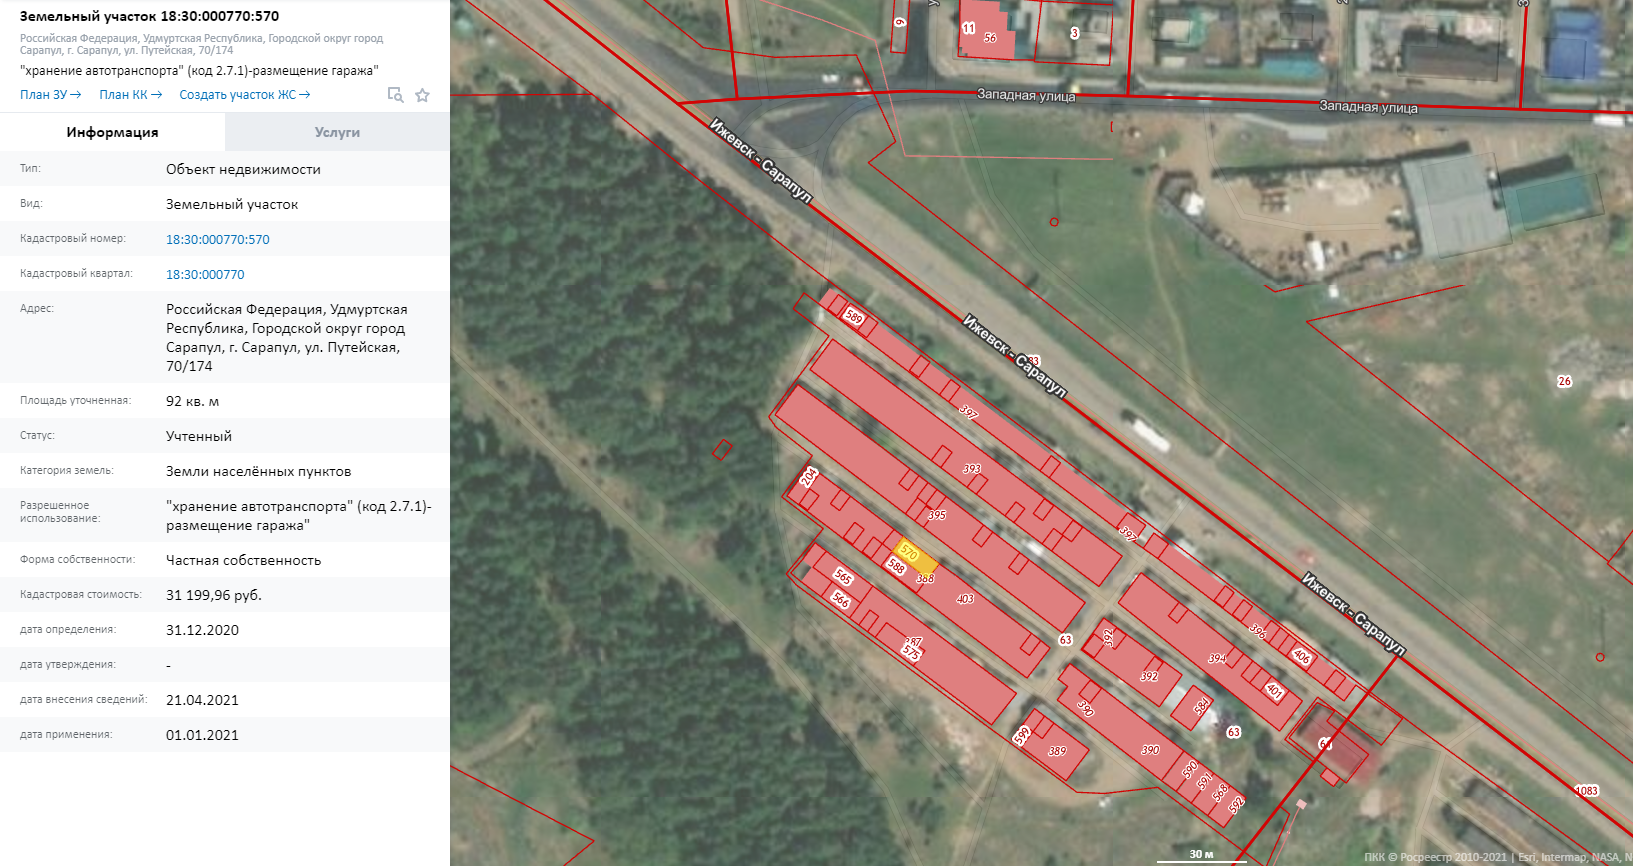 Земельный участок 18:30:000770:570
Российская Федерация, Удмуртская Республика, Городской округ город
Сарапул, г. Сарапул, ул. Путейская, 70/174
"хранение автотранспорта" (код 2.7.1)-размещение гаража"
План ЗУ → План КК → Создать участок ЖС →
Информация Услуги
Тип: Объект недвижимости
Вид: Земельный участок
Кадастровый номер: 18:30:000770:570
Кадастровый квартал: 18:30:000770
Адрес: Российская Федерация, Удмуртская
Республика, Городской округ город
Сарапул, г. Сарапул, ул. Путейская,
70/174
Площадь уточненная: 92 кв. м
Статус: Учтенный
Категория земель: Земли населённых пунктов
Разрешенное
использование:
"хранение автотранспорта" (код 2.7.1)-
размещение гаража"
Форма собственности: Частная собственность
Кадастровая стоимость: 31 199,96 руб.
дата определения: 31.12.2020
дата утверждения: -
дата внесения сведений: 21.04.2021
дата применения: 01.01.2021
9
11
56
3
Западная улица
Западная улица
Ижевск - Сарапул
Ижевск - Сарапул
Ижевск - Сарапул
26
589
397
393
204
395
397
570
588
388
403
565
566
575
63
392
392
394
396
406
401
584
63
390
390
599
389
590
591
568
592
1083
30 м
ПКК © Росреестр 2010-2021 | Esri, Intermap, NASA, N